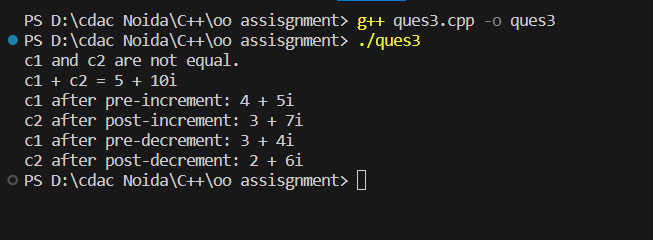 PS D:\cdac Noida\C++\oo assisgnment> g++ ques3.cpp -o ques3
PS D:\cdac Noida\C++\oo assisgnment> ./ques3
c1 and c2 are not equal.
c1 + c2 = 5 + 10i
c1 after pre-increment: 4 + 5i
c2 after post-increment: 3 + 7i
c1 after pre-decrement: 3 + 4i
c2 after post-decrement: 2 + 6i
PS D:\cdac Noida\C++\oo assisgnment>